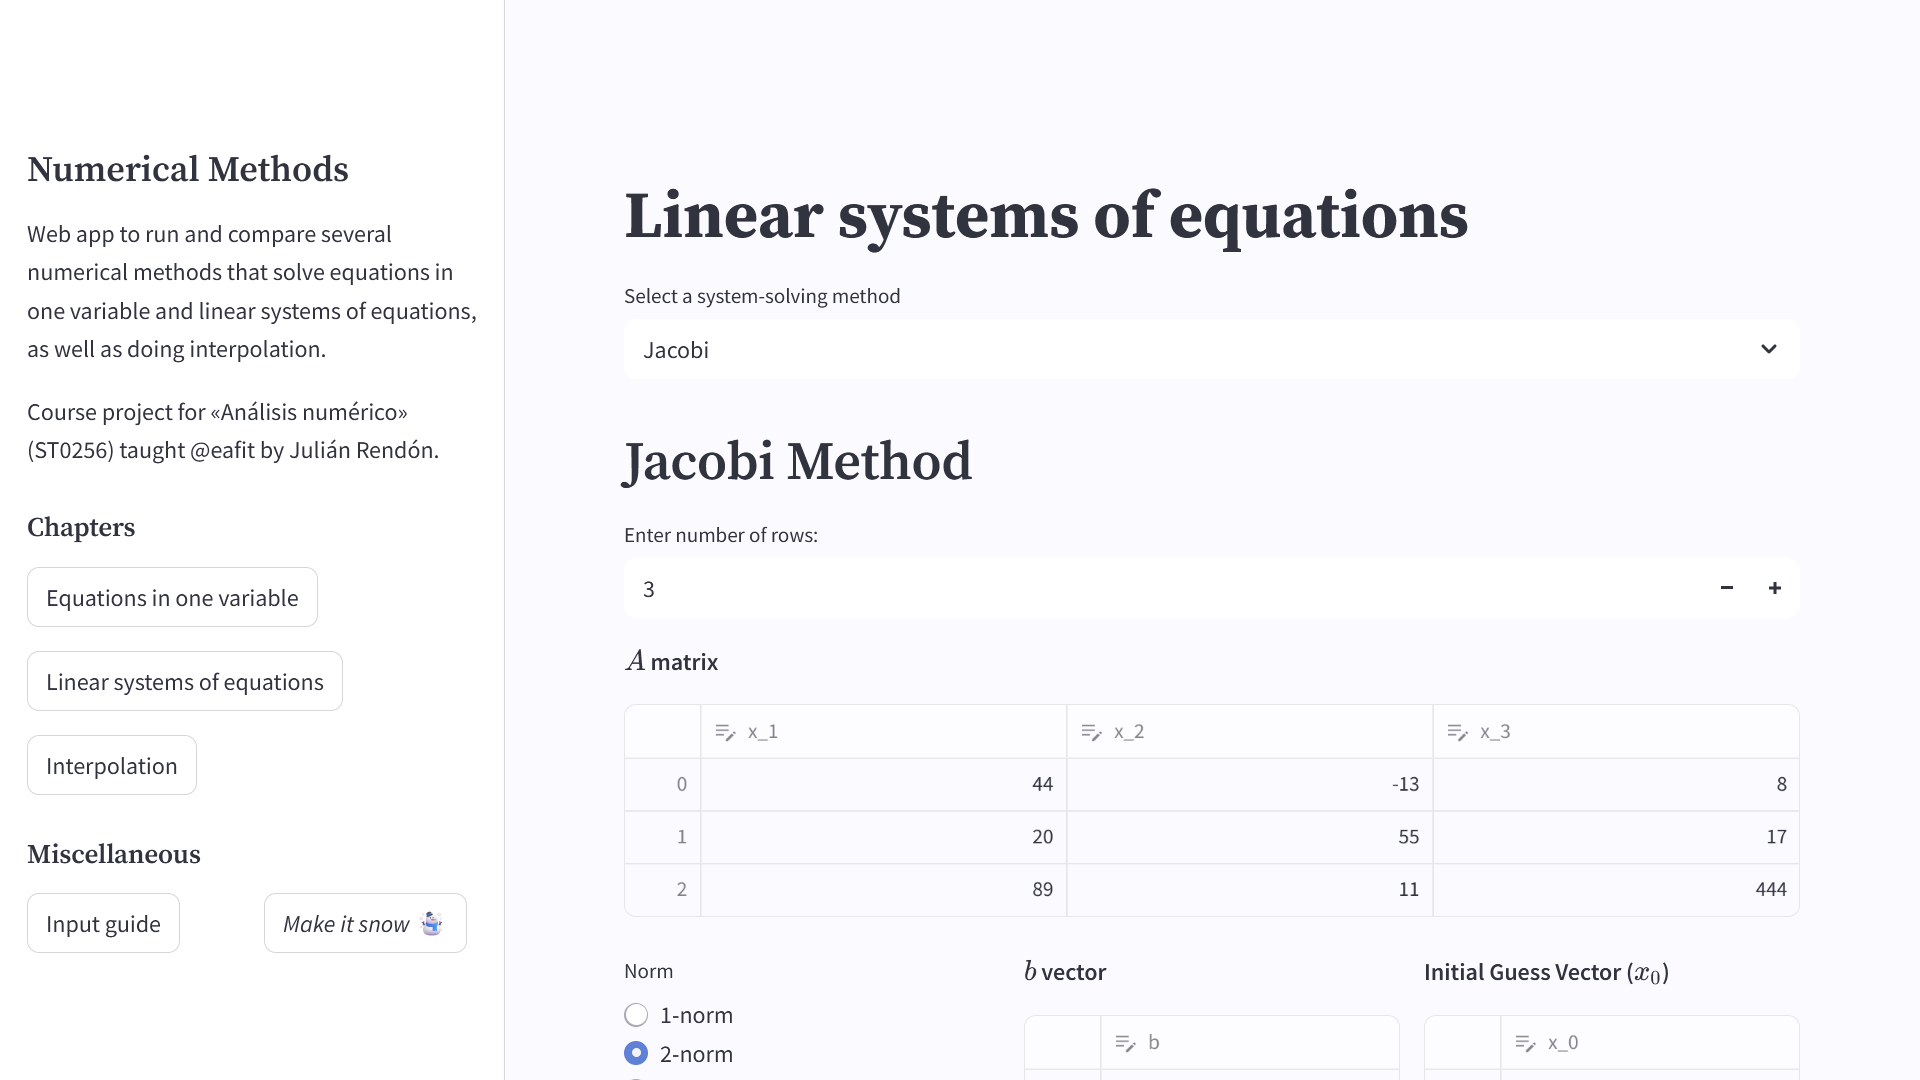 Numerical Methods
Web app to run and compare several
numerical methods that solve equations in
one variable and linear systems of equations,
as well as doing interpolation.
Course project for «Análisis numérico»
(ST0256) taught @eafit by Julián Rendón.
Chapters
Equations in one variable
Linear systems of equations
Interpolation
Miscellaneous
Input guide
Make it snow ⛄
Linear systems of equations
Select a system-solving method
Jacobi
Jacobi Method
Enter number of rows:
3
A matrix
x_1 x_2 x_3
0 44 -13 8
1 20 55 17
2 89 11 444
Norm
1-norm
2-norm
b vector
b
Initial Guess Vector (x₀)
x_0